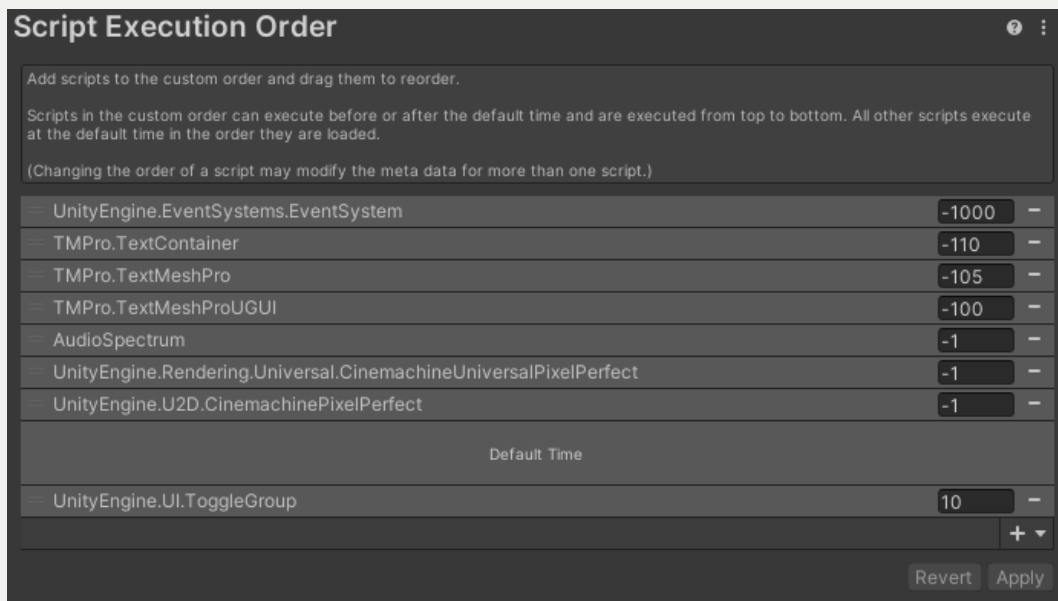 Script Execution Order
Add scripts to the custom order and drag them to reorder.
Scripts in the custom order can execute before or after the default time and are executed from top to bottom. All other scripts execute
at the default time in the order they are loaded.
(Changing the order of a script may modify the meta data for more than one script.)
UnityEngine.EventSystems.EventSystem -1000
TMPro.TextContainer -110
TMPro.TextMeshPro -105
TMPro.TextMeshProUGUI -100
AudioSpectrum -1
UnityEngine.Rendering.Universal.CinemachineUniversalPixelPerfect -1
UnityEngine.U2D.CinemachinePixelPerfect -1
Default Time
UnityEngine.UI.ToggleGroup 10
Revert Apply